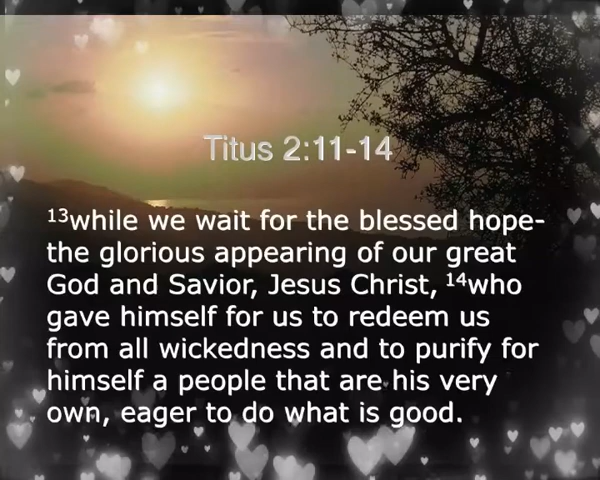 Titus 2:11-14
¹³while we wait for the blessed hope-
the glorious appearing of our great
God and Savior, Jesus Christ, ¹⁴who
gave himself for us to redeem us
from all wickedness and to purify for
himself a people that are his very
own, eager to do what is good.